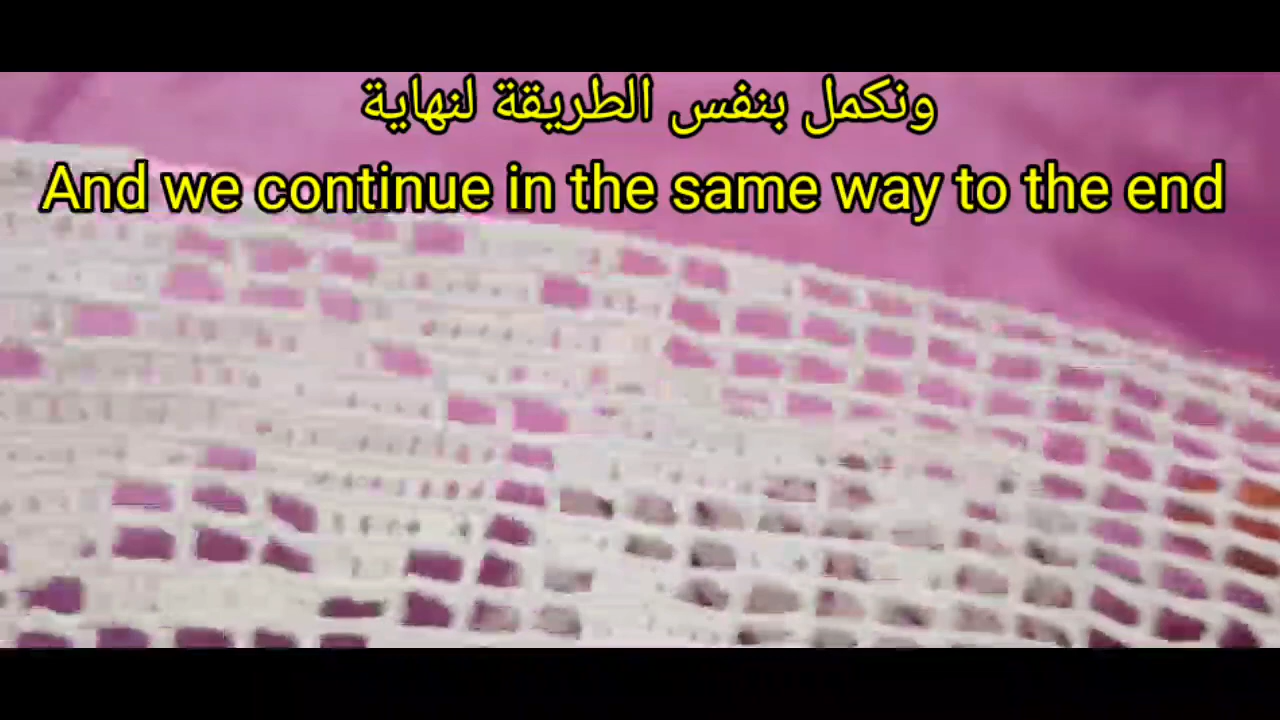 ونكمل بنفس الطريقة لنهاية
And we continue in the same way to the end